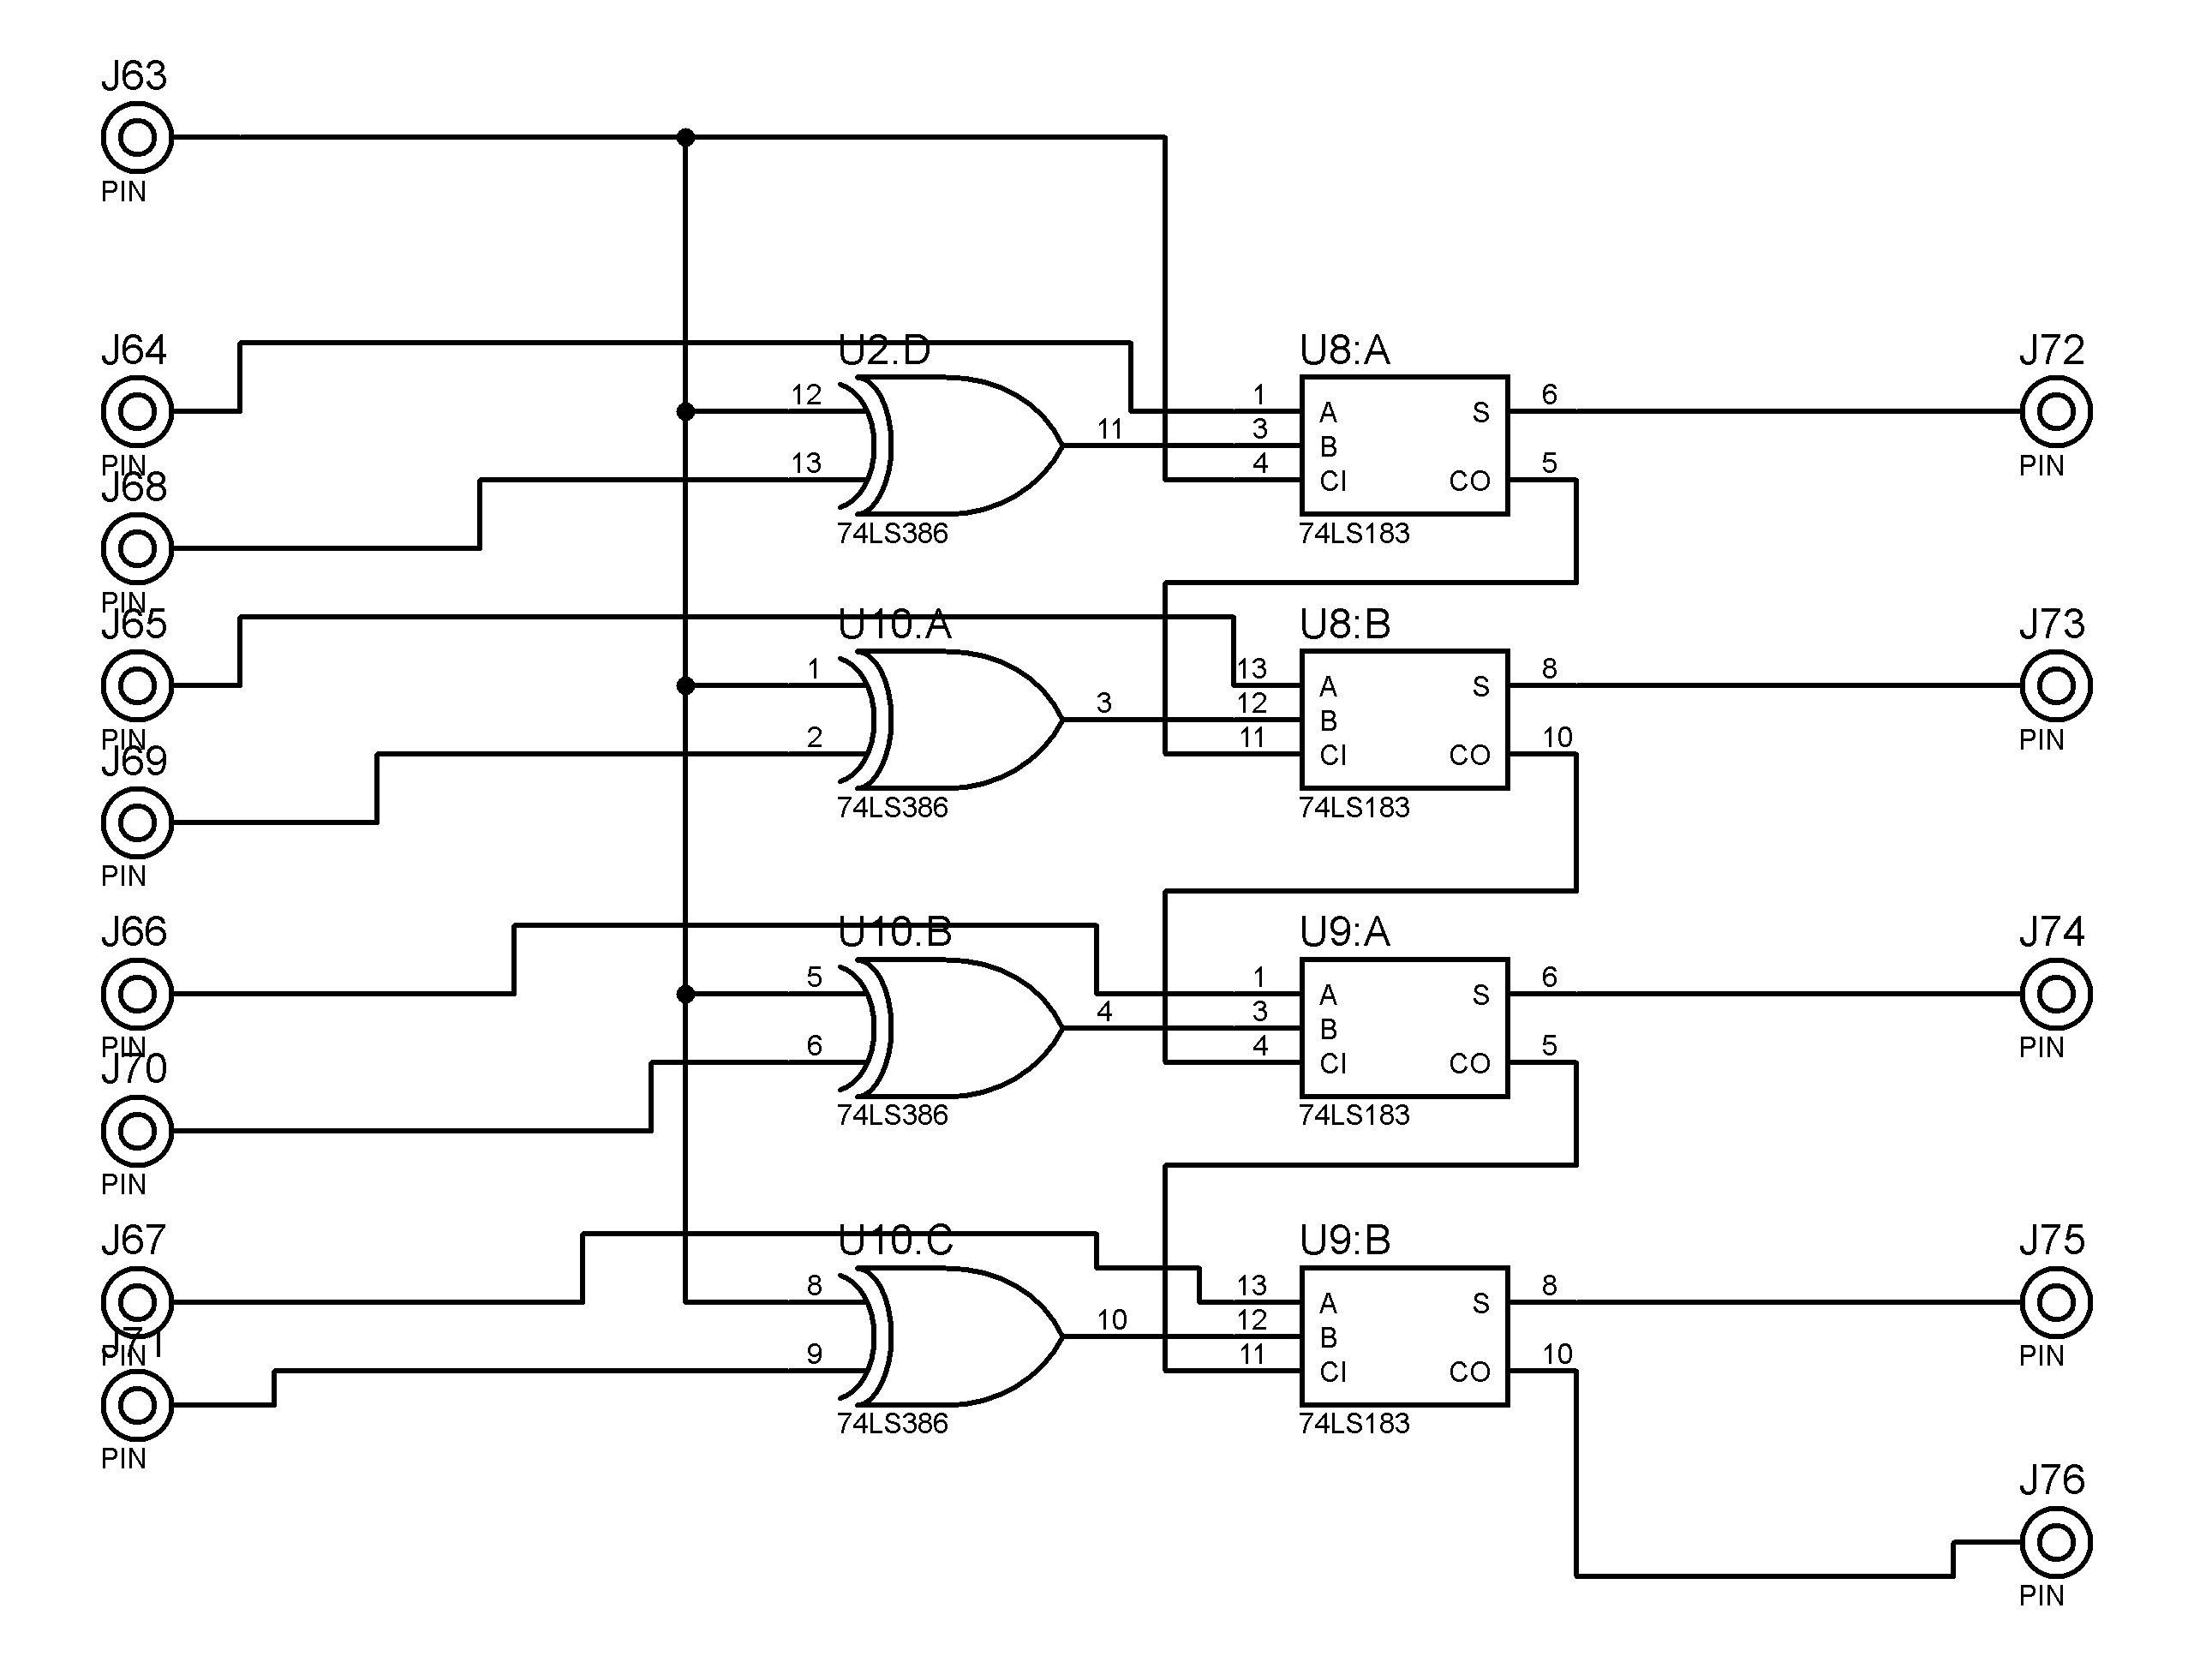 J63
PIN
J64
PIN
J68
PIN
J65
PIN
J69
PIN
J66
PIN
J70
PIN
J67
PIN
J71
PIN
U2:D
12
13
11
74LS386
U10:A
1
2
3
74LS386
U10:B
5
6
4
74LS386
U10:C
8
9
10
74LS386
U8:A
1 A S 6
3 B
4 CI CO 5
74LS183
U8:B
13 A S 8
12 B
11 CI CO 10
74LS183
U9:A
1 A S 6
3 B
4 CI CO 5
74LS183
U9:B
13 A S 8
12 B
11 CI CO 10
74LS183
J72
PIN
J73
PIN
J74
PIN
J75
PIN
J76
PIN